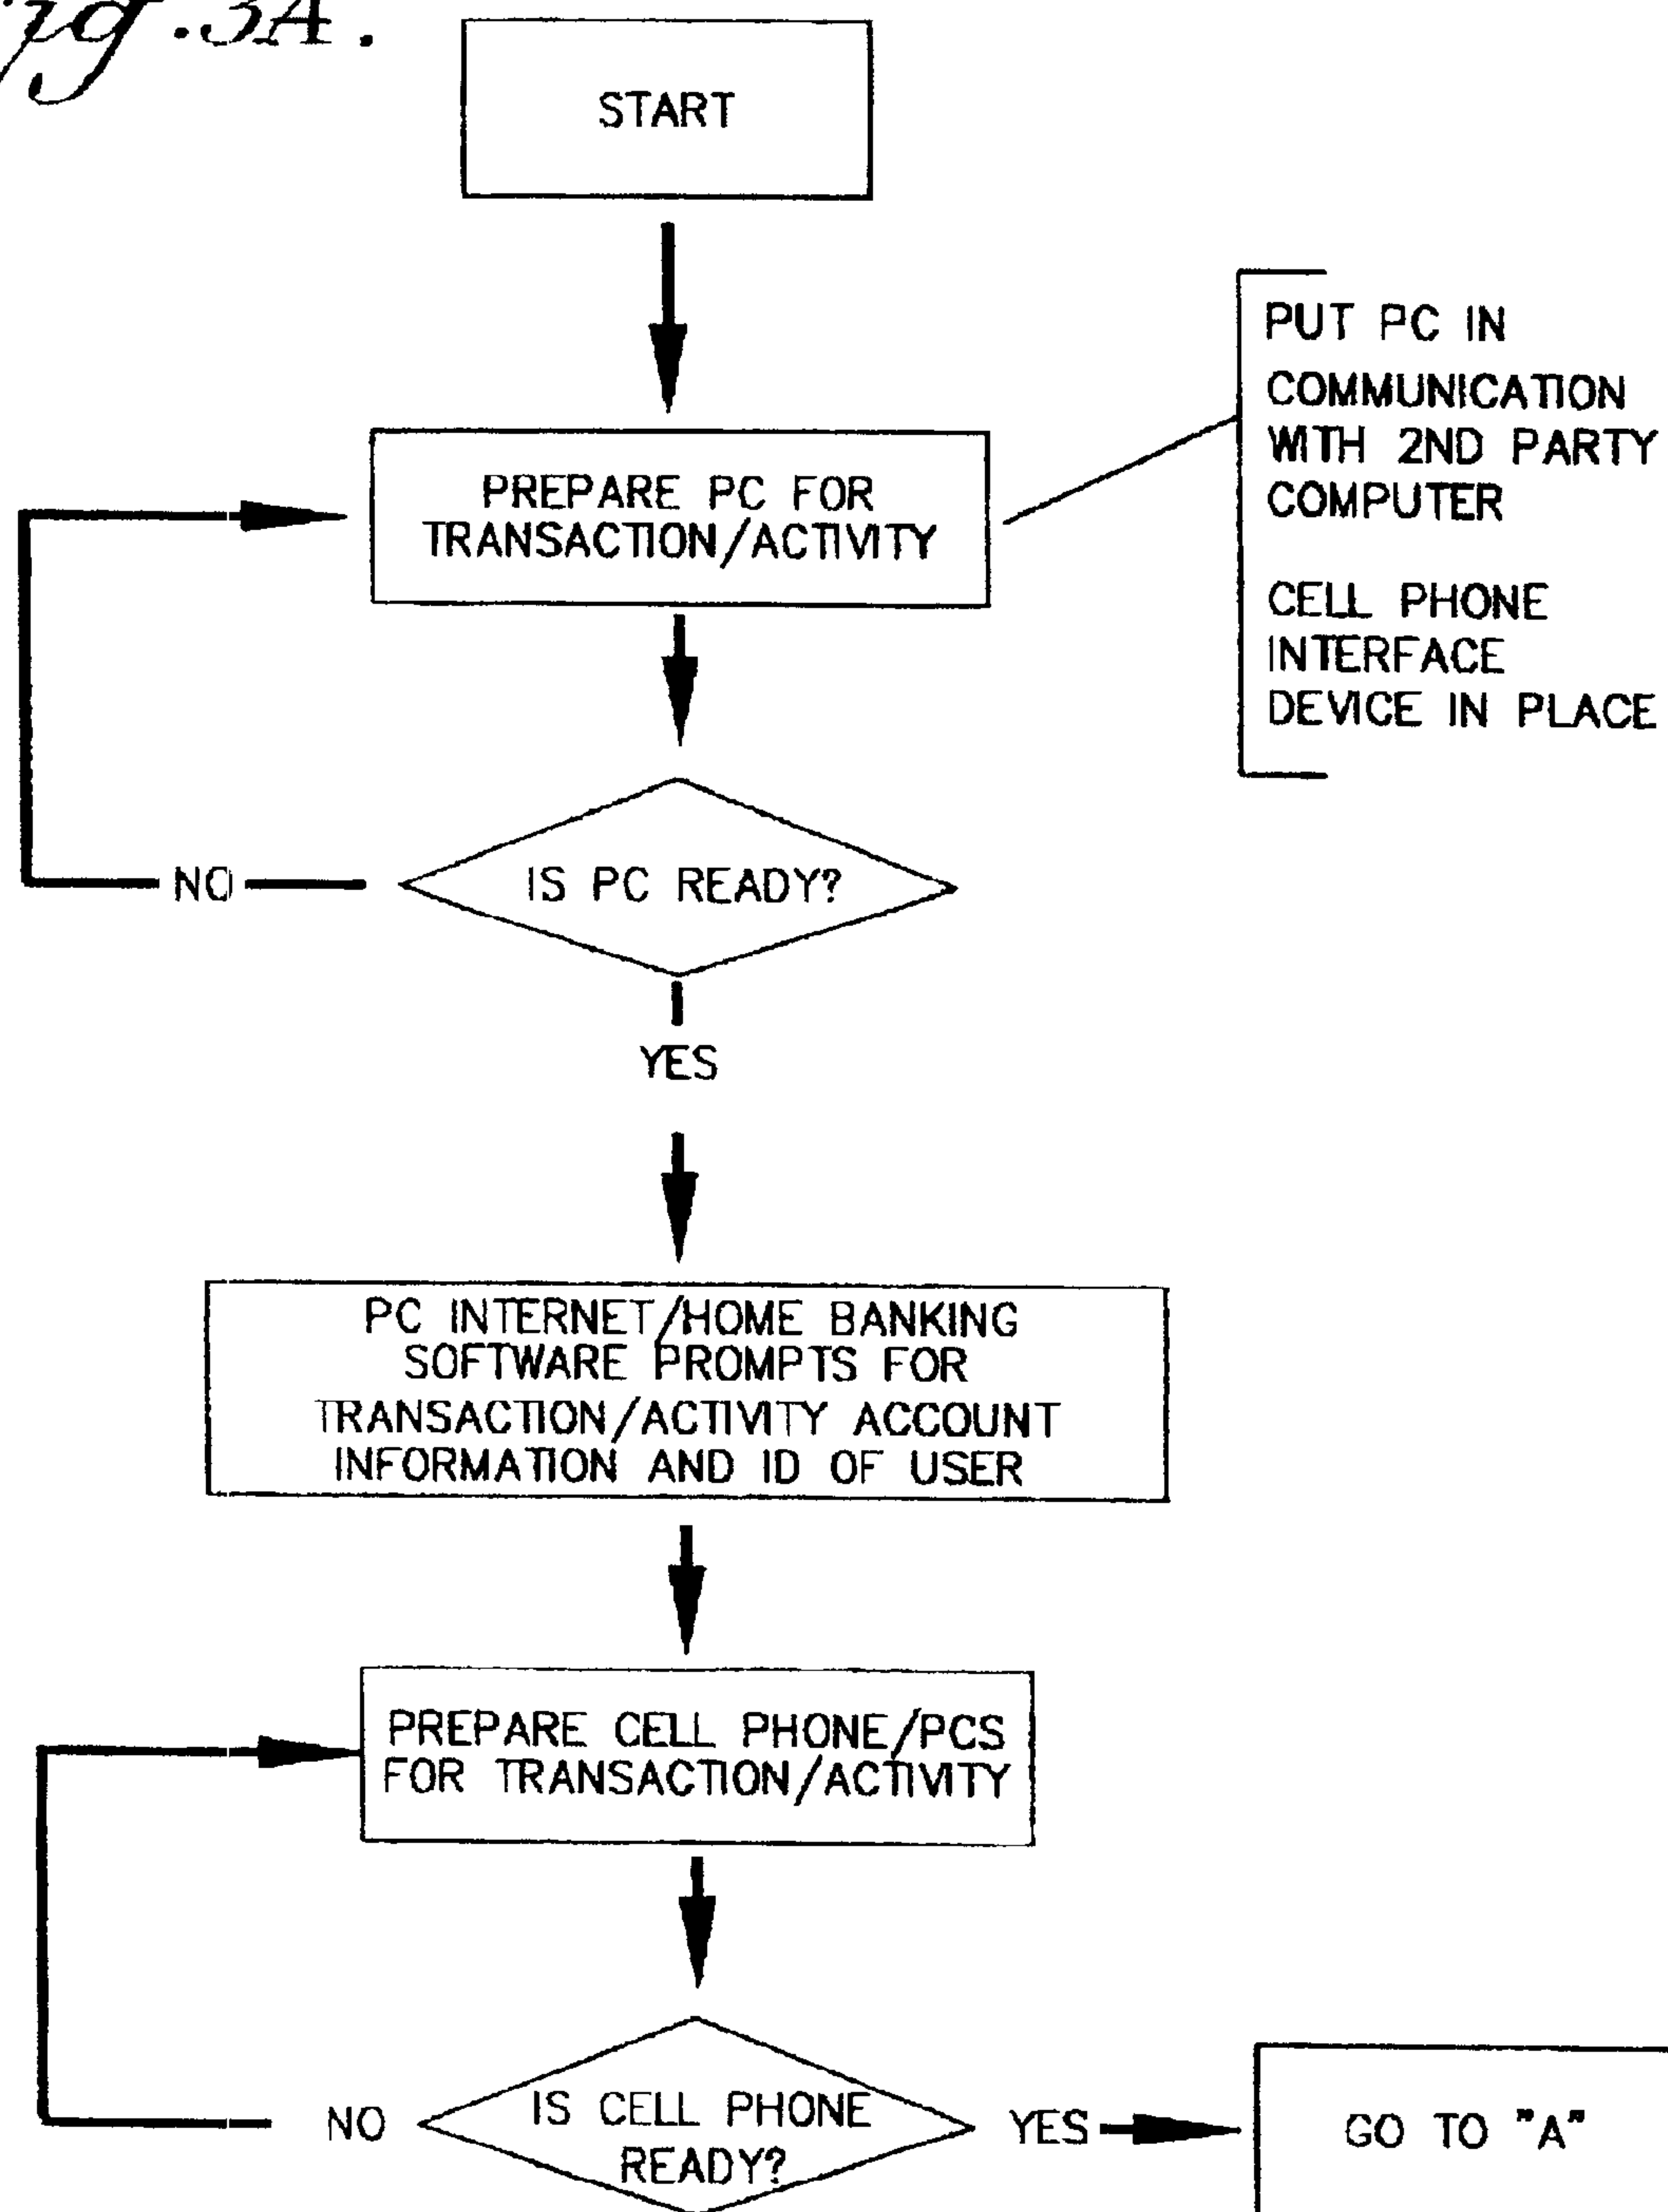 Fig.3A.
START
PREPARE PC FOR
TRANSACTION/ACTIVITY
PUT PC IN
COMMUNICATION
WITH 2ND PARTY
COMPUTER
CELL PHONE
INTERFACE
DEVICE IN PLACE
IS PC READY?
NO
YES
PC INTERNET/HOME BANKING
SOFTWARE PROMPTS FOR
TRANSACTION/ACTIVITY ACCOUNT
INFORMATION AND ID OF USER
PREPARE CELL PHONE/PCS
FOR TRANSACTION/ACTIVITY
IS CELL PHONE
READY?
NO
YES
GO TO "A"